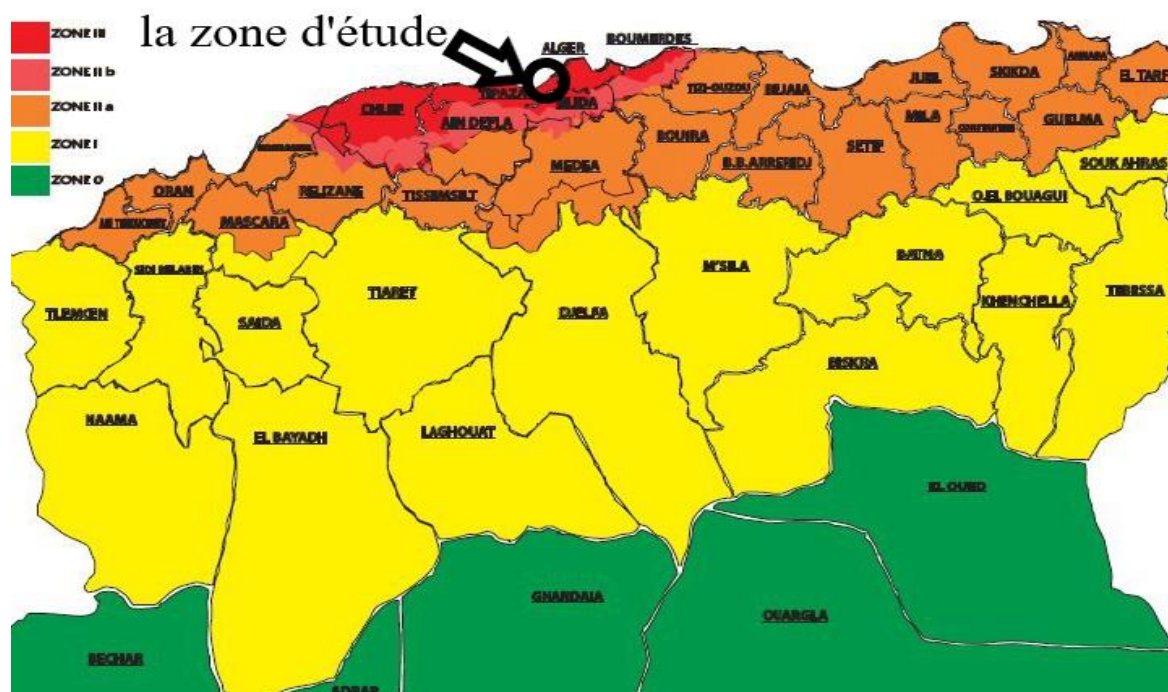 ZONE III
ZONE II b
ZONE II a
ZONE I
ZONE O
la zone d'étude
ALGER
BOUMERDES
TIPAZA
BLIDA
CHLEF
AIN DEFLA
TIZI-OUZOU
BEJAIA
JIJEL
SKIKDA
ANNABA
EL TARF
BOUIRA
SETIF
MILA
CONSTANTINE
GUELMA
MEDEA
B.B.ARREREDJ
SOUK AHRAS
ORAN
RELIZANE
TISSEMSILT
MASCARA
O.EL BOUAGUI
SIDI BELABES
TIARET
M'SILA
BATNA
TLEMCEN
SAIDA
DJELFA
KHENCHELLA
TEBESSA
BISKRA
NAAMA
EL BAYADH
LAGHOUAT
EL OUED
GHARDAIA
OUARGLA
BECHAR
ADRAR